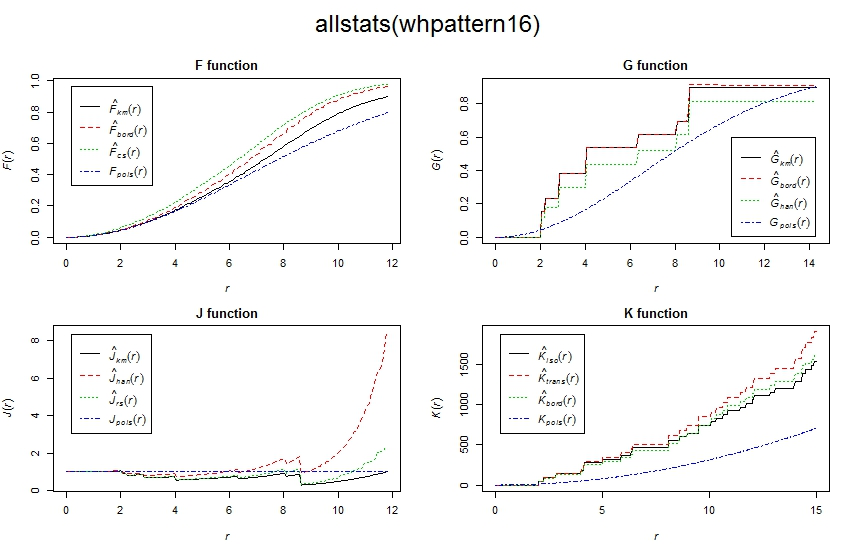 allstats(whpattern16)
F function
F̂km(r)
F̂bord(r)
F̂cs(r)
Fpois(r)
F(r)
0.0 0.2 0.4 0.6 0.8 1.0
0 2 4 6 8 10 12
r
G function
Ĝkm(r)
Ĝbord(r)
Ĝhan(r)
Gpois(r)
G(r)
0.0 0.2 0.4 0.6 0.8
0 2 4 6 8 10 12 14
r
J function
Ĵkm(r)
Ĵhan(r)
Ĵrs(r)
Jpois(r)
J(r)
0 2 4 6 8
0 2 4 6 8 10 12
r
K function
K̂iso(r)
K̂trans(r)
K̂bord(r)
Kpois(r)
K(r)
0 500 1000 1500
0 5 10 15
r